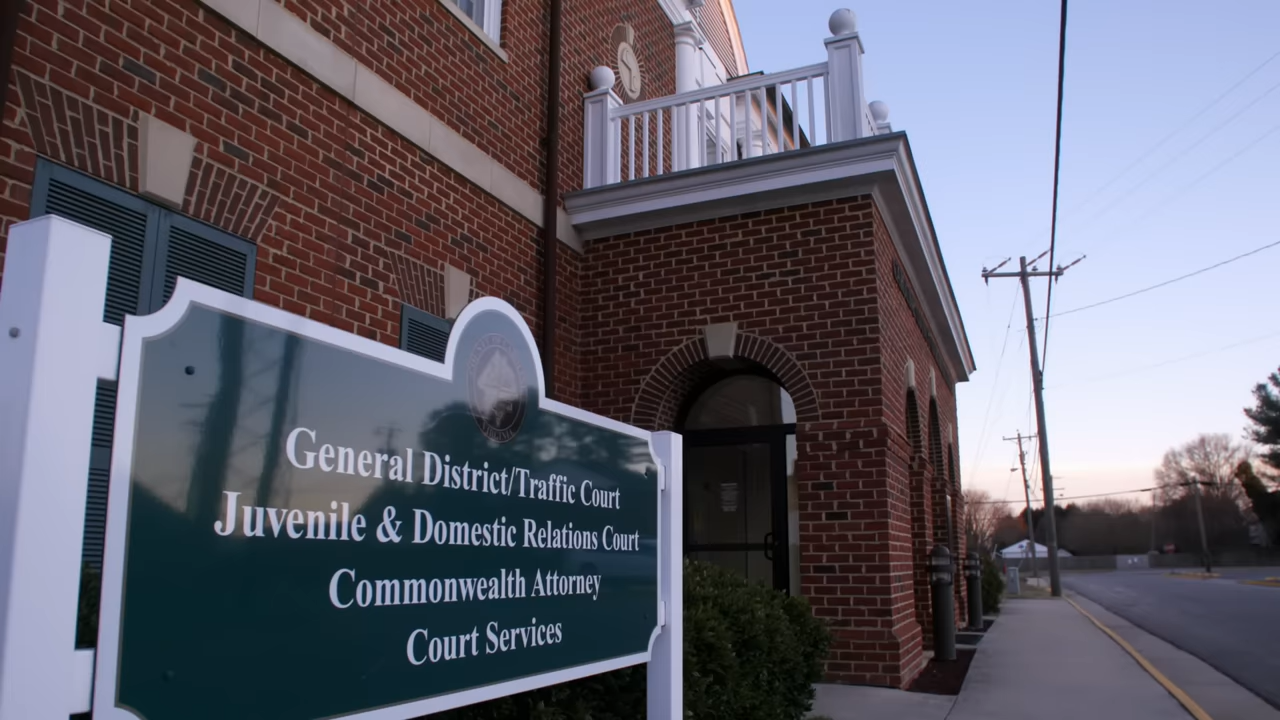 General District/Traffic Court
Juvenile & Domestic Relations Court
Commonwealth Attorney
Court Services